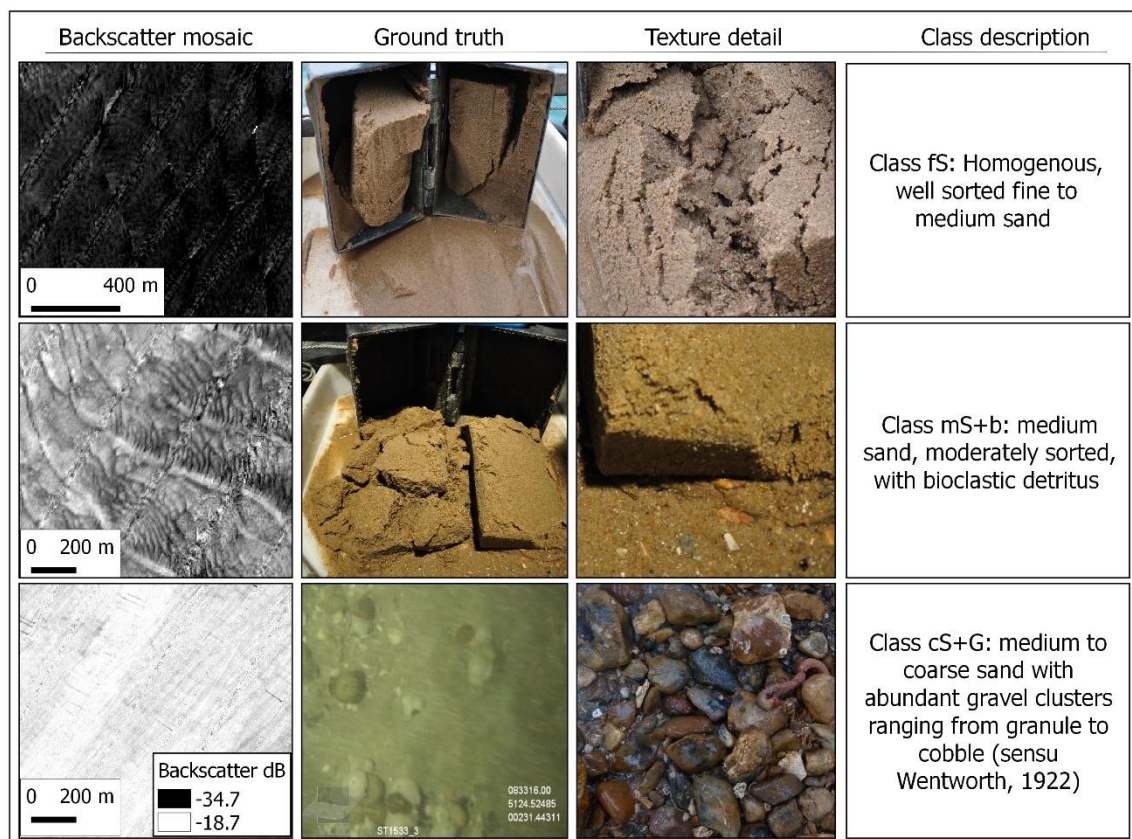 Backscatter mosaic
Ground truth
Texture detail
Class description
0 400 m
Class fS: Homogenous,
well sorted fine to
medium sand
0 200 m
Class mS+b: medium
sand, moderately sorted,
with bioclastic detritus
0 200 m
Backscatter dB
-34.7
-18.7
083316.00
5124.52485
00231.44311
ST1533_3
Class cS+G: medium to
coarse sand with
abundant gravel clusters
ranging from granule to
cobble (sensu
Wentworth, 1922)